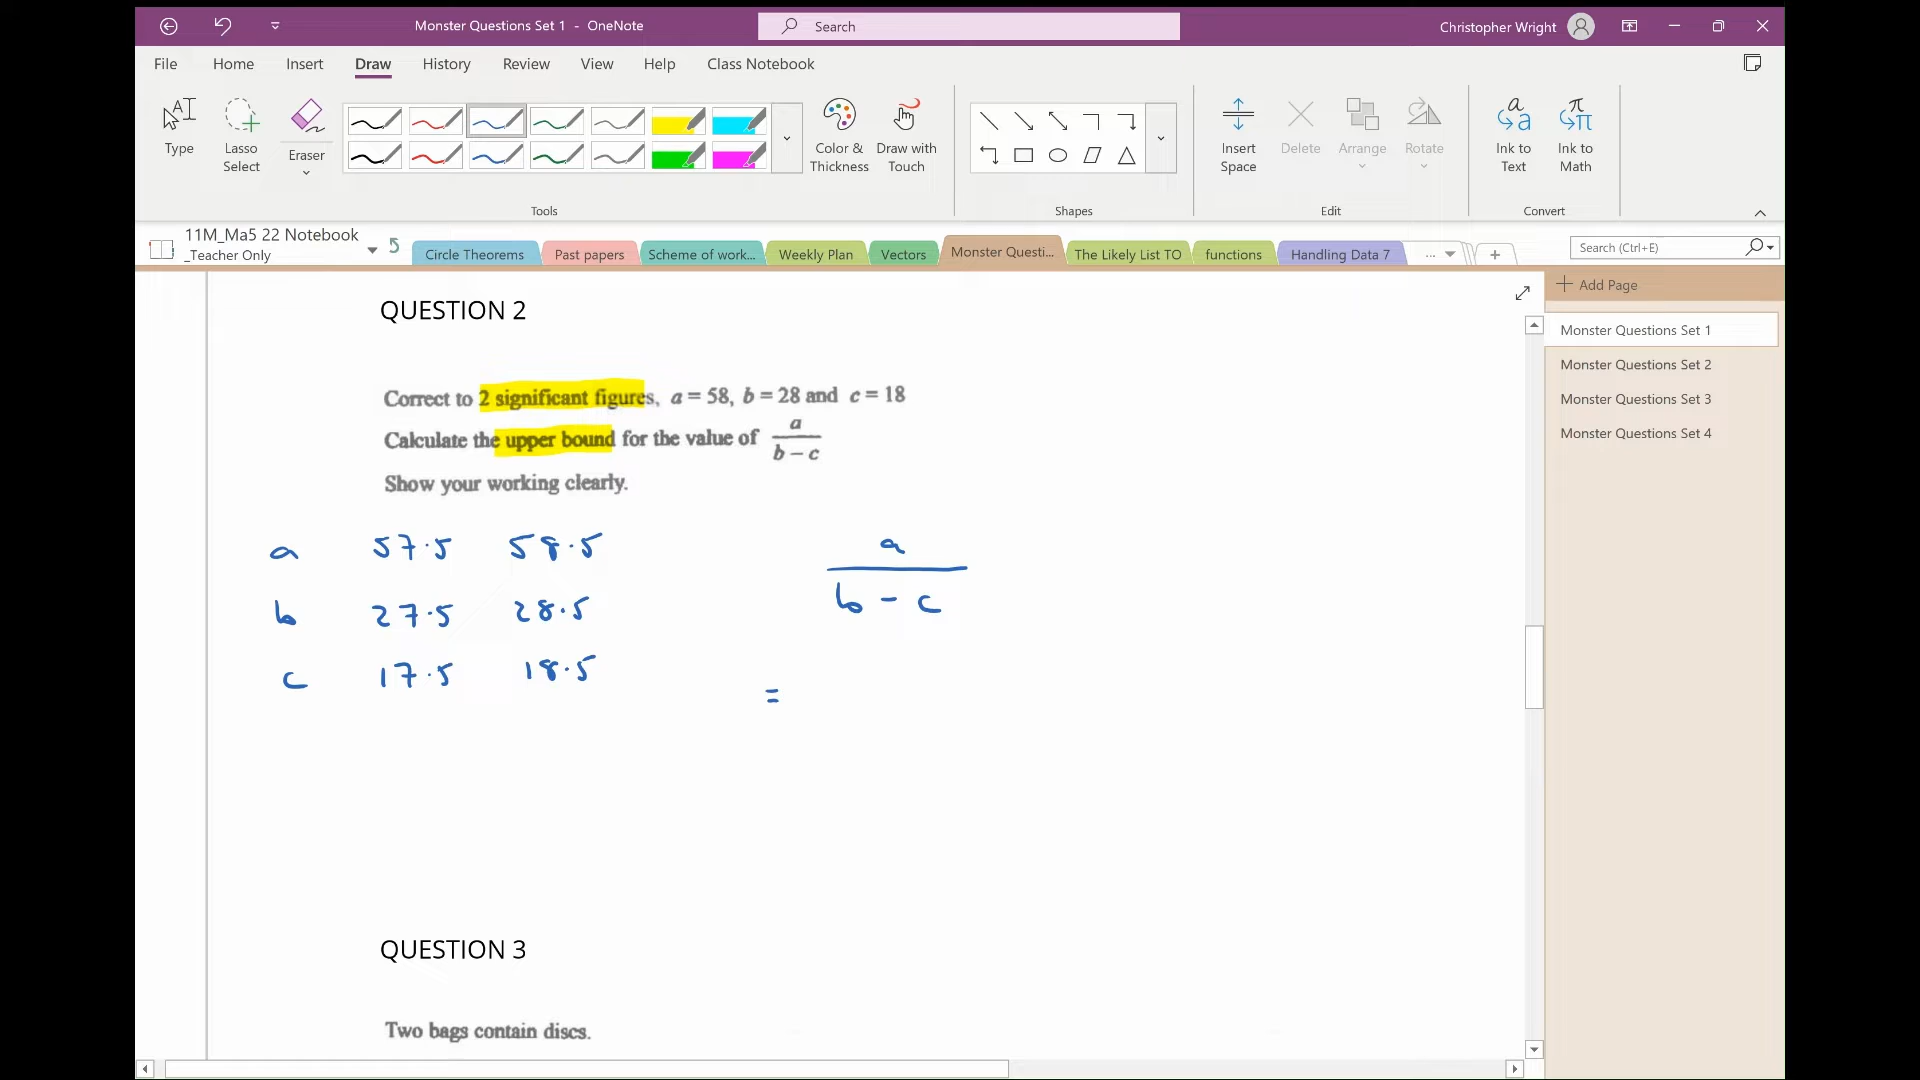 Monster Questions Set 1 - OneNote
Search
Christopher Wright
File Home Insert Draw History Review View Help Class Notebook
Type
Lasso Select
Eraser
Color & Thickness
Draw with Touch
Insert Space
Delete
Arrange
Rotate
Ink to Text
Ink to Math
Tools
Shapes
Edit
Convert
11M_Ma5 22 Notebook
_Teacher Only
Circle Theorems Past papers Scheme of work... Weekly Plan Vectors Monster Questi... The Likely List TO functions Handling Data 7 ...
Search (Ctrl+E)
Add Page
Monster Questions Set 1
Monster Questions Set 2
Monster Questions Set 3
Monster Questions Set 4
QUESTION 2
Correct to 2 significant figures, a = 58, b = 28 and c = 18
Calculate the upper bound for the value of a / b – c
Show your working clearly.
a 57.5 58.5
b 27.5 28.5
c 17.5 18.5
a
b - c
=
QUESTION 3
Two bags contain discs.